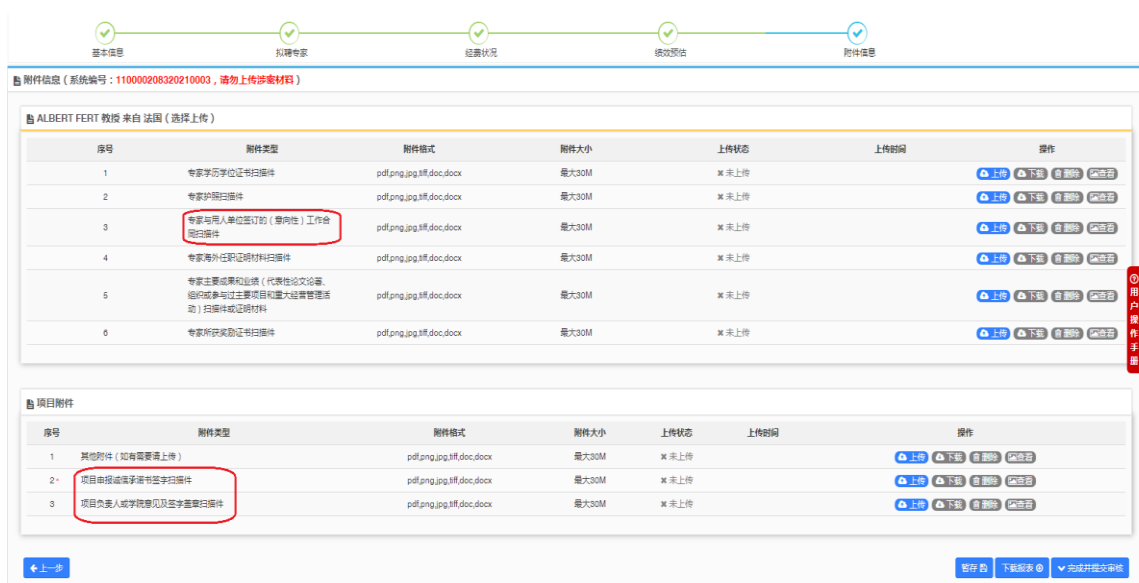 基本信息 拟聘专家 经费状况 绩效预估 附件信息
附件信息（系统编号：110000208320210003，请勿上传涉密材料）
ALBERT FERT 教授 来自 法国（选择上传）
序号 附件类型 附件格式 附件大小 上传状态 上传时间 操作
1 专家学历学位证书扫描件 pdf,png,jpg,tiff,doc,docx 最大30M ✖未上传 上传 下载 删除 查看
2 专家护照扫描件 pdf,png,jpg,tiff,doc,docx 最大30M ✖未上传 上传 下载 删除 查看
专家与用人单位签订的（意向性）工作合
3 pdf,png,jpg,tiff,doc,docx 最大30M ✖未上传 上传 下载 删除 查看
同扫描件
4 专家海外任职证明材料扫描件 pdf,png,jpg,tiff,doc,docx 最大30M ✖未上传 上传 下载 删除 查看
专家主要成果和业绩（代表性论文论著、
5 组织或参与过主要项目和重大经营管理活 pdf,png,jpg,tiff,doc,docx 最大30M ✖未上传 上传 下载 删除 查看
动）扫描件或证明材料
6 专家所获奖励证书扫描件 pdf,png,jpg,tiff,doc,docx 最大30M ✖未上传 上传 下载 删除 查看
项目附件
序号 附件类型 附件格式 附件大小 上传状态 上传时间 操作
1 其他附件（如有需要请上传） pdf,png,jpg,tiff,doc,docx 最大30M ✖未上传 上传 下载 删除 查看
2* 项目申报诚信承诺书签字扫描件 pdf,png,jpg,tiff,doc,docx 最大30M ✖未上传 上传 下载 删除 查看
3 项目负责人或学院意见及签字盖章扫描件 pdf,png,jpg,tiff,doc,docx 最大30M ✖未上传 上传 下载 删除 查看
上一步 暂存 下载报表 完成并提交审核
用户操作手册